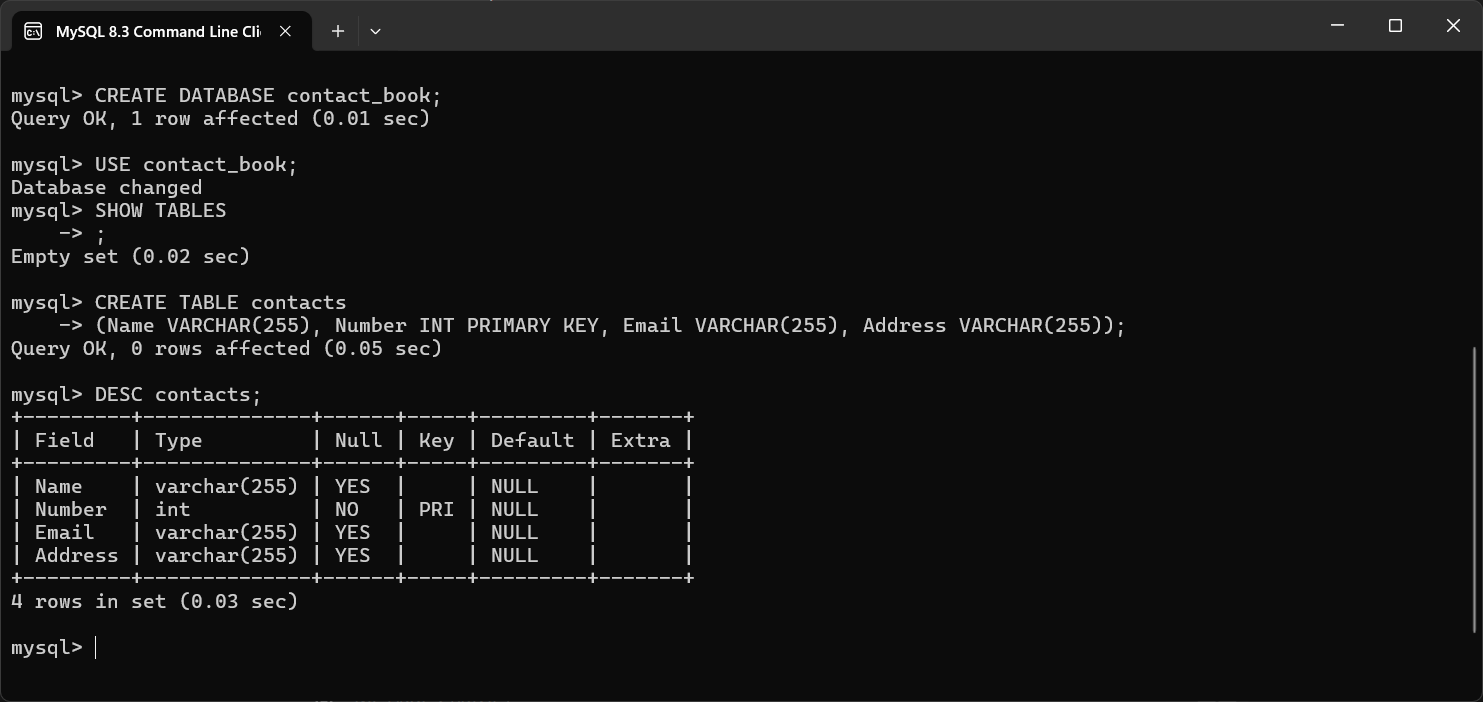 MySQL 8.3 Command Line Cli
mysql> CREATE DATABASE contact_book;
Query OK, 1 row affected (0.01 sec)
mysql> USE contact_book;
Database changed
mysql> SHOW TABLES
    -> ;
Empty set (0.02 sec)
mysql> CREATE TABLE contacts
    -> (Name VARCHAR(255), Number INT PRIMARY KEY, Email VARCHAR(255), Address VARCHAR(255));
Query OK, 0 rows affected (0.05 sec)
mysql> DESC contacts;
+---------+--------------+------+-----+---------+-------+
| Field   | Type         | Null | Key | Default | Extra |
+---------+--------------+------+-----+---------+-------+
| Name    | varchar(255) | YES  |     | NULL    |       |
| Number  | int          | NO   | PRI | NULL    |       |
| Email   | varchar(255) | YES  |     | NULL    |       |
| Address | varchar(255) | YES  |     | NULL    |       |
+---------+--------------+------+-----+---------+-------+
4 rows in set (0.03 sec)
mysql>